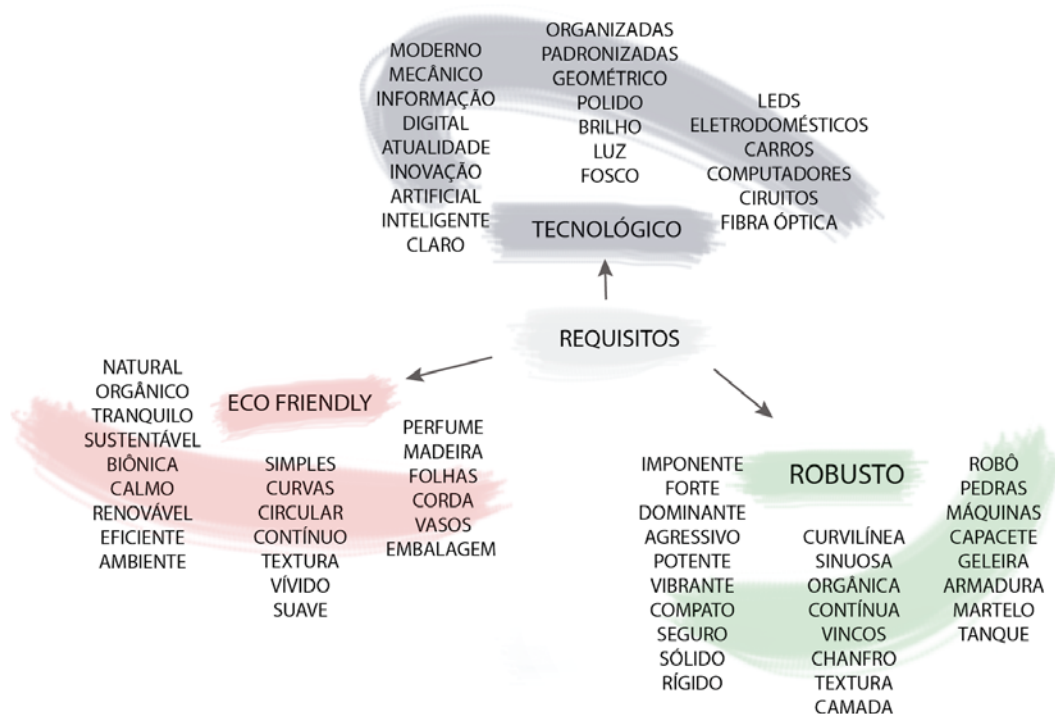 MODERNO
MECÂNICO
INFORMAÇÃO
DIGITAL
ATUALIDADE
INOVAÇÃO
ARTIFICIAL
INTELIGENTE
CLARO
ORGANIZADAS
PADRONIZADAS
GEOMÉTRICO
POLIDO
BRILHO
LUZ
FOSCO
LEDS
ELETRODOMÉSTICOS
CARROS
COMPUTADORES
CIRUITOS
FIBRA ÓPTICA
TECNOLÓGICO
REQUISITOS
ECO FRIENDLY
NATURAL
ORGÂNICO
TRANQUILO
SUSTENTÁVEL
BIÔNICA
CALMO
RENOVÁVEL
EFICIENTE
AMBIENTE
SIMPLES
CURVAS
CIRCULAR
CONTÍNUO
TEXTURA
VÍVIDO
SUAVE
PERFUME
MADEIRA
FOLHAS
CORDA
VASOS
EMBALAGEM
ROBUSTO
IMPONENTE
FORTE
DOMINANTE
AGRESSIVO
POTENTE
VIBRANTE
COMPATO
SEGURO
SÓLIDO
RÍGIDO
CURVILÍNEA
SINUOSA
ORGÂNICA
CONTÍNUA
VINCOS
CHANFRO
TEXTURA
CAMADA
ROBÔ
PEDRAS
MÁQUINAS
CAPACETE
GELEIRA
ARMADURA
MARTELO
TANQUE